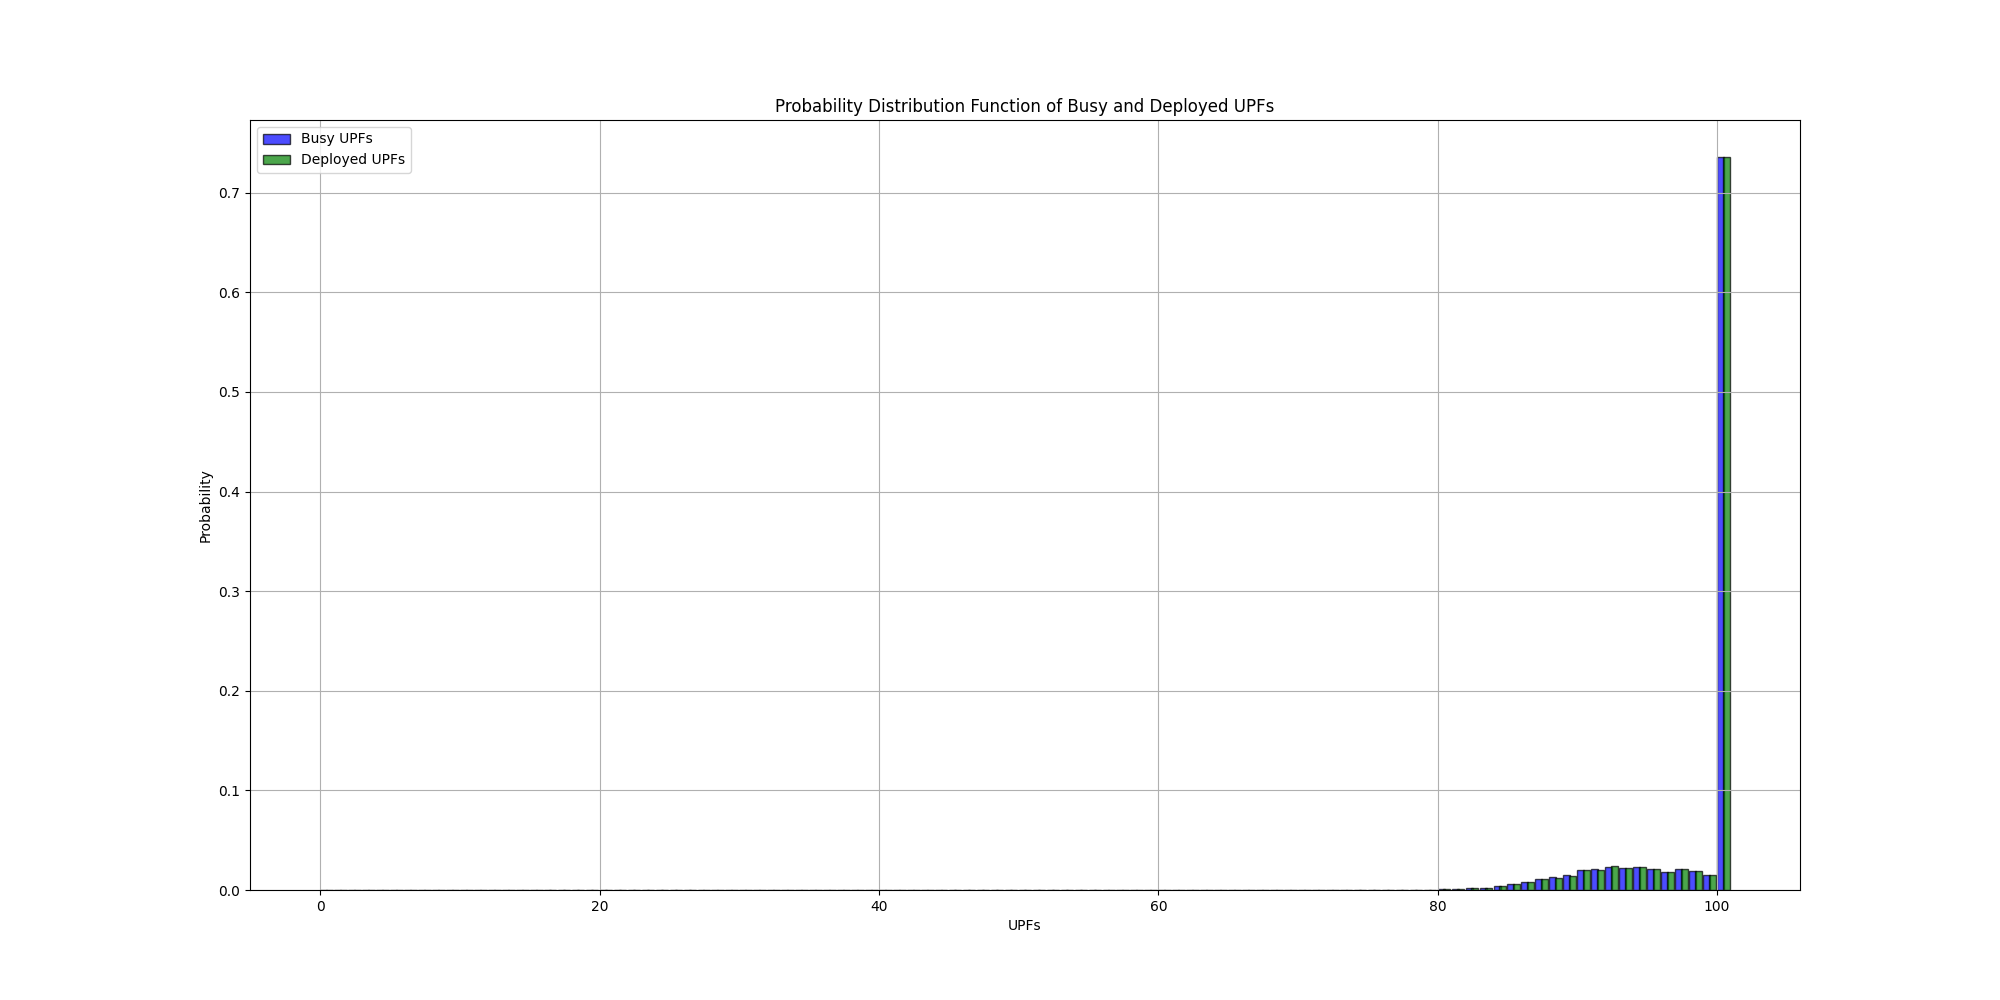 Probability Distribution Function of Busy and Deployed UPFs
Busy UPFs
Deployed UPFs
0.7
0.6
0.5
0.4
0.3
0.2
0.1
0.0
Probability
0 20 40 60 80 100
UPFs